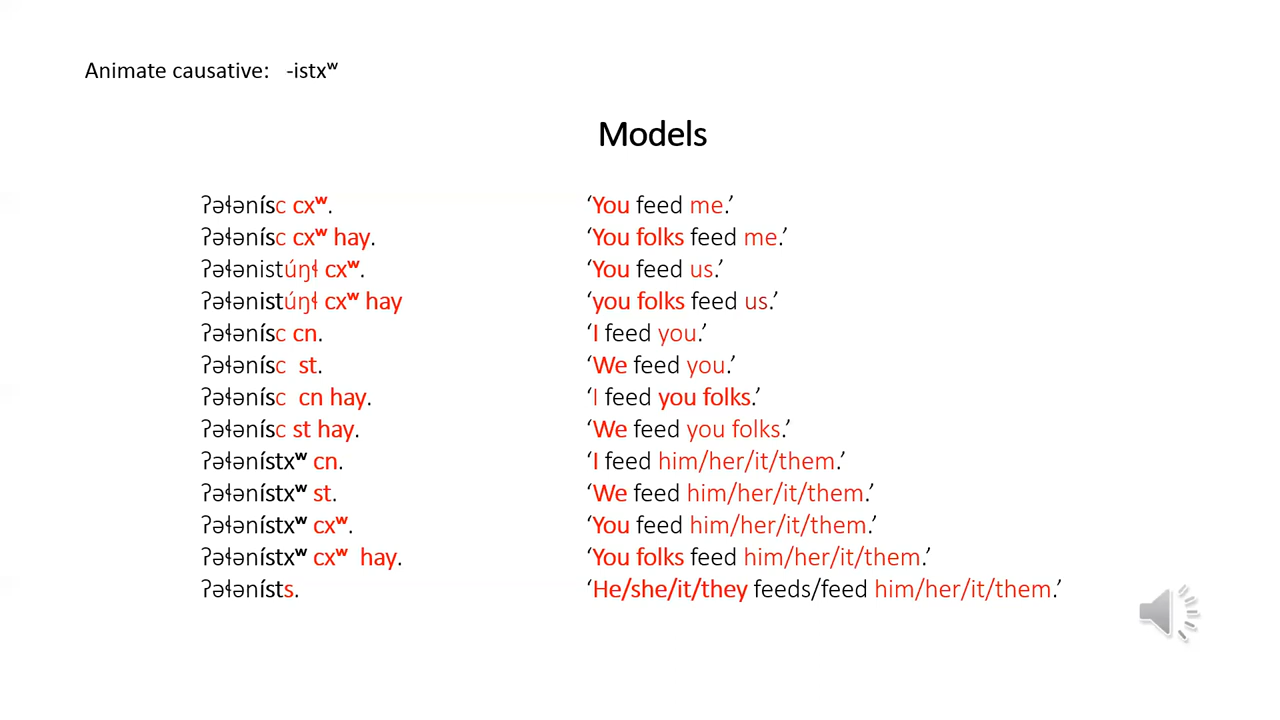 Animate causative: -istxʷ
Models
ʔəɬənísc cxʷ. ‘You feed me.’
ʔəɬənísc cxʷ hay. ‘You folks feed me.’
ʔəɬənistúŋɬ cxʷ. ‘You feed us.’
ʔəɬənistúŋɬ cxʷ hay ‘you folks feed us.’
ʔəɬənísc cn. ‘I feed you.’
ʔəɬənísc st. ‘We feed you.’
ʔəɬənísc cn hay. ‘I feed you folks.’
ʔəɬənísc st hay. ‘We feed you folks.’
ʔəɬənístxʷ cn. ‘I feed him/her/it/them.’
ʔəɬənístxʷ st. ‘We feed him/her/it/them.’
ʔəɬənístxʷ cxʷ. ‘You feed him/her/it/them.’
ʔəɬənístxʷ cxʷ hay. ‘You folks feed him/her/it/them.’
ʔəɬənísts. ‘He/she/it/they feeds/feed him/her/it/them.’